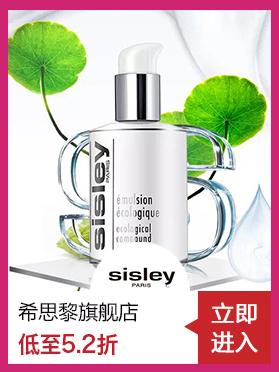 sisley
PARIS
émulsion
écologique
ecological
compound
sisley
PARIS
希思黎旗舰店
低至5.2折
立即
进入